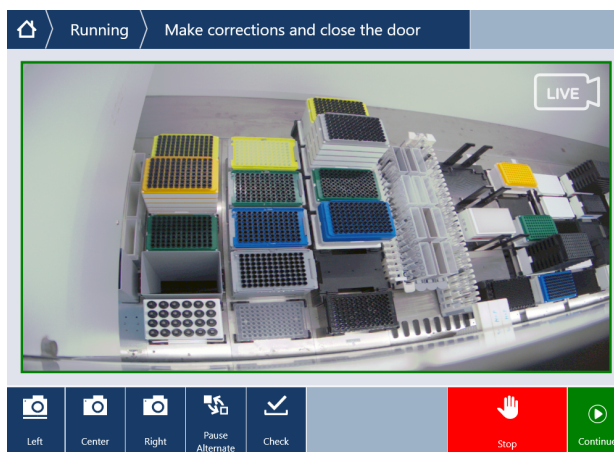 Running
Make corrections and close the door
LIVE
Left
Center
Right
Pause
Alternate
Check
Stop
Continue